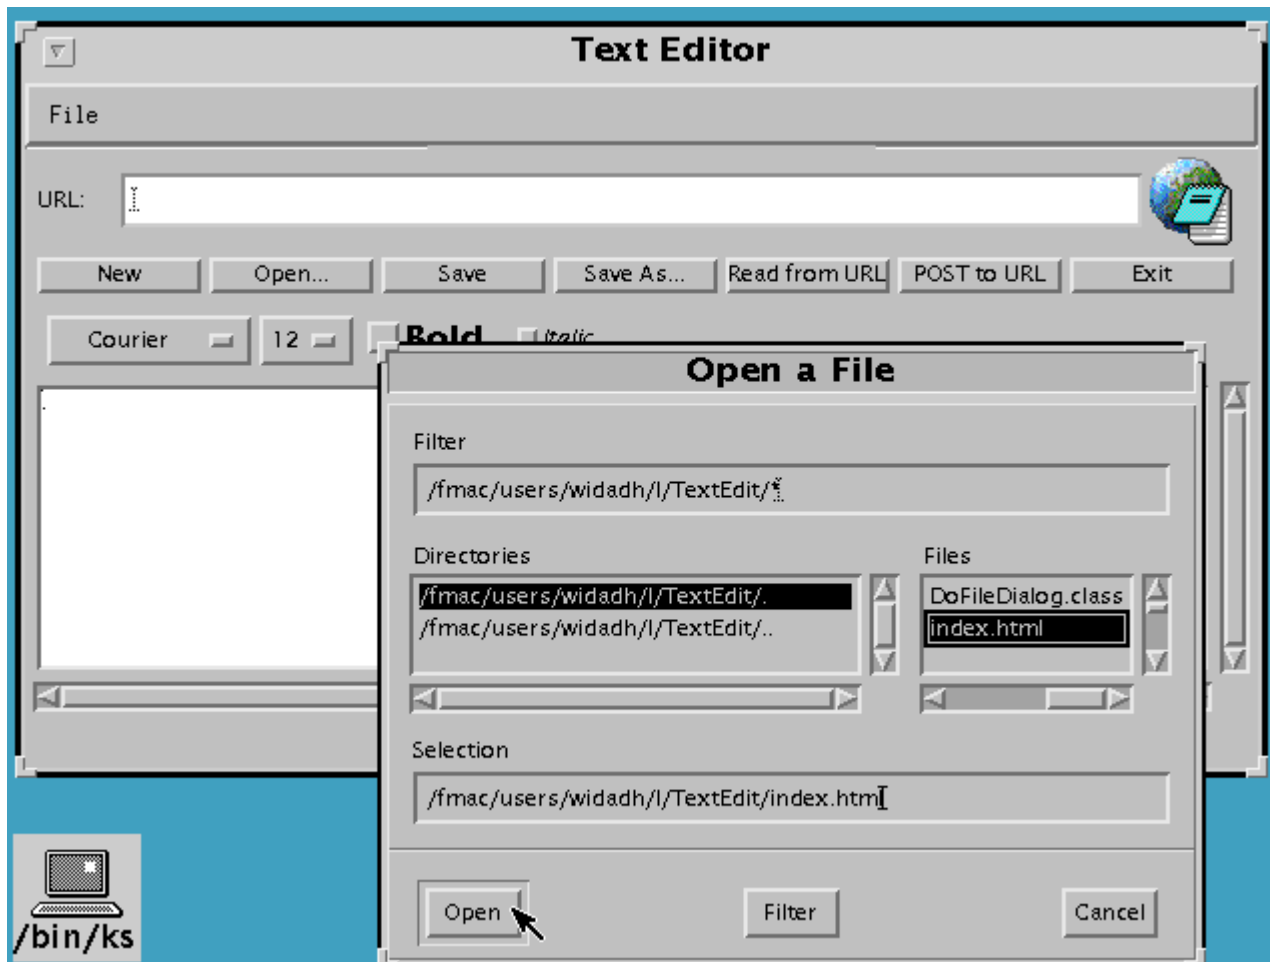 Text Editor
File
URL:
New Open... Save Save As... Read from URL POST to URL Exit
Courier 12 Bold Italic
Open a File
Filter
/fmac/users/widadh/I/TextEdit/*
Directories Files
/fmac/users/widadh/I/TextEdit/. DoFileDialog.class
/fmac/users/widadh/I/TextEdit/.. index.html
Selection
/fmac/users/widadh/I/TextEdit/index.html
Open Filter Cancel
/bin/ks